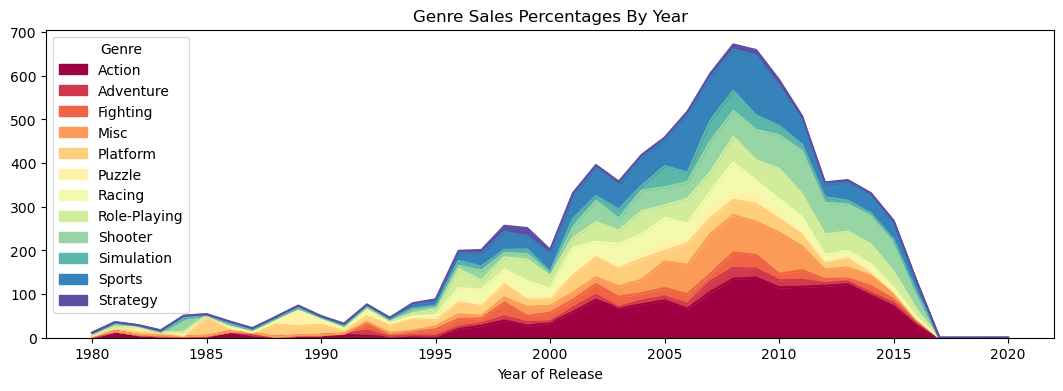 Genre Sales Percentages By Year
700
600
500
400
300
200
100
0
Genre
Action
Adventure
Fighting
Misc
Platform
Puzzle
Racing
Role-Playing
Shooter
Simulation
Sports
Strategy
1980 1985 1990 1995 2000 2005 2010 2015 2020
Year of Release